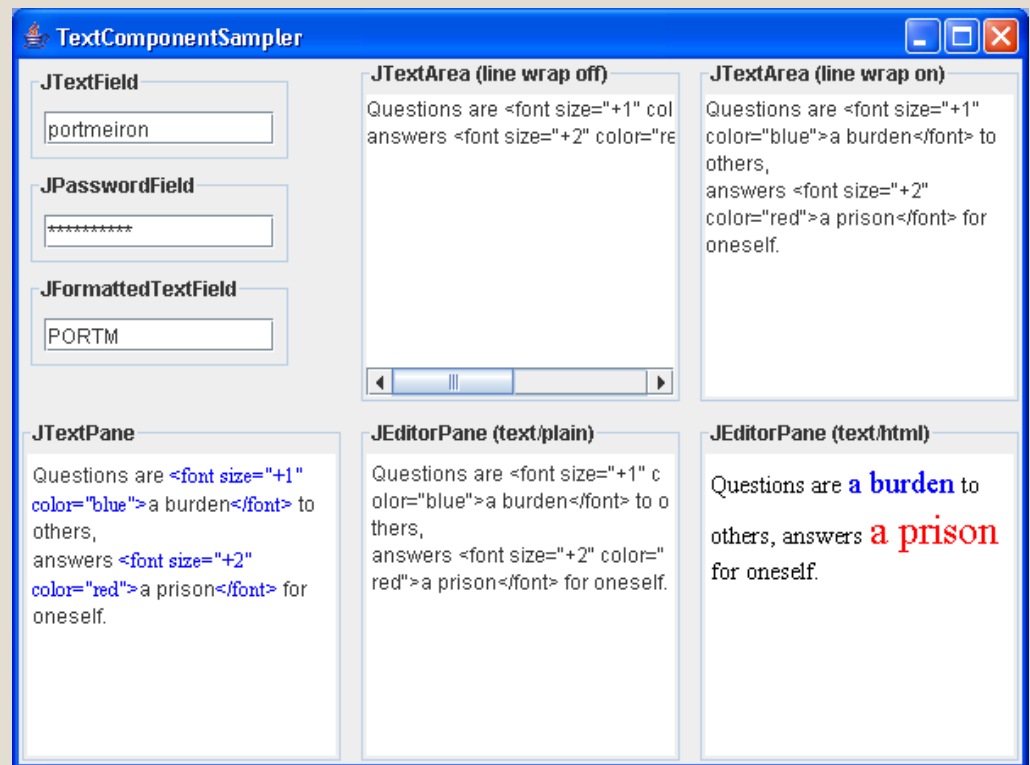 TextComponentSampler
JTextField
portmeiron
JPasswordField
**********
JFormattedTextField
PORTM
JTextArea (line wrap off)
Questions are <font size="+1" col
answers <font size="+2" color="re
JTextArea (line wrap on)
Questions are <font size="+1"
color="blue">a burden</font> to
others,
answers <font size="+2"
color="red">a prison</font> for
oneself.
JTextPane
Questions are <font size="+1"
color="blue">a burden</font> to
others,
answers <font size="+2"
color="red">a prison</font> for
oneself.
JEditorPane (text/plain)
Questions are <font size="+1" c
olor="blue">a burden</font> to o
thers,
answers <font size="+2" color="
red">a prison</font> for oneself.
JEditorPane (text/html)
Questions are a burden to
others, answers a prison
for oneself.